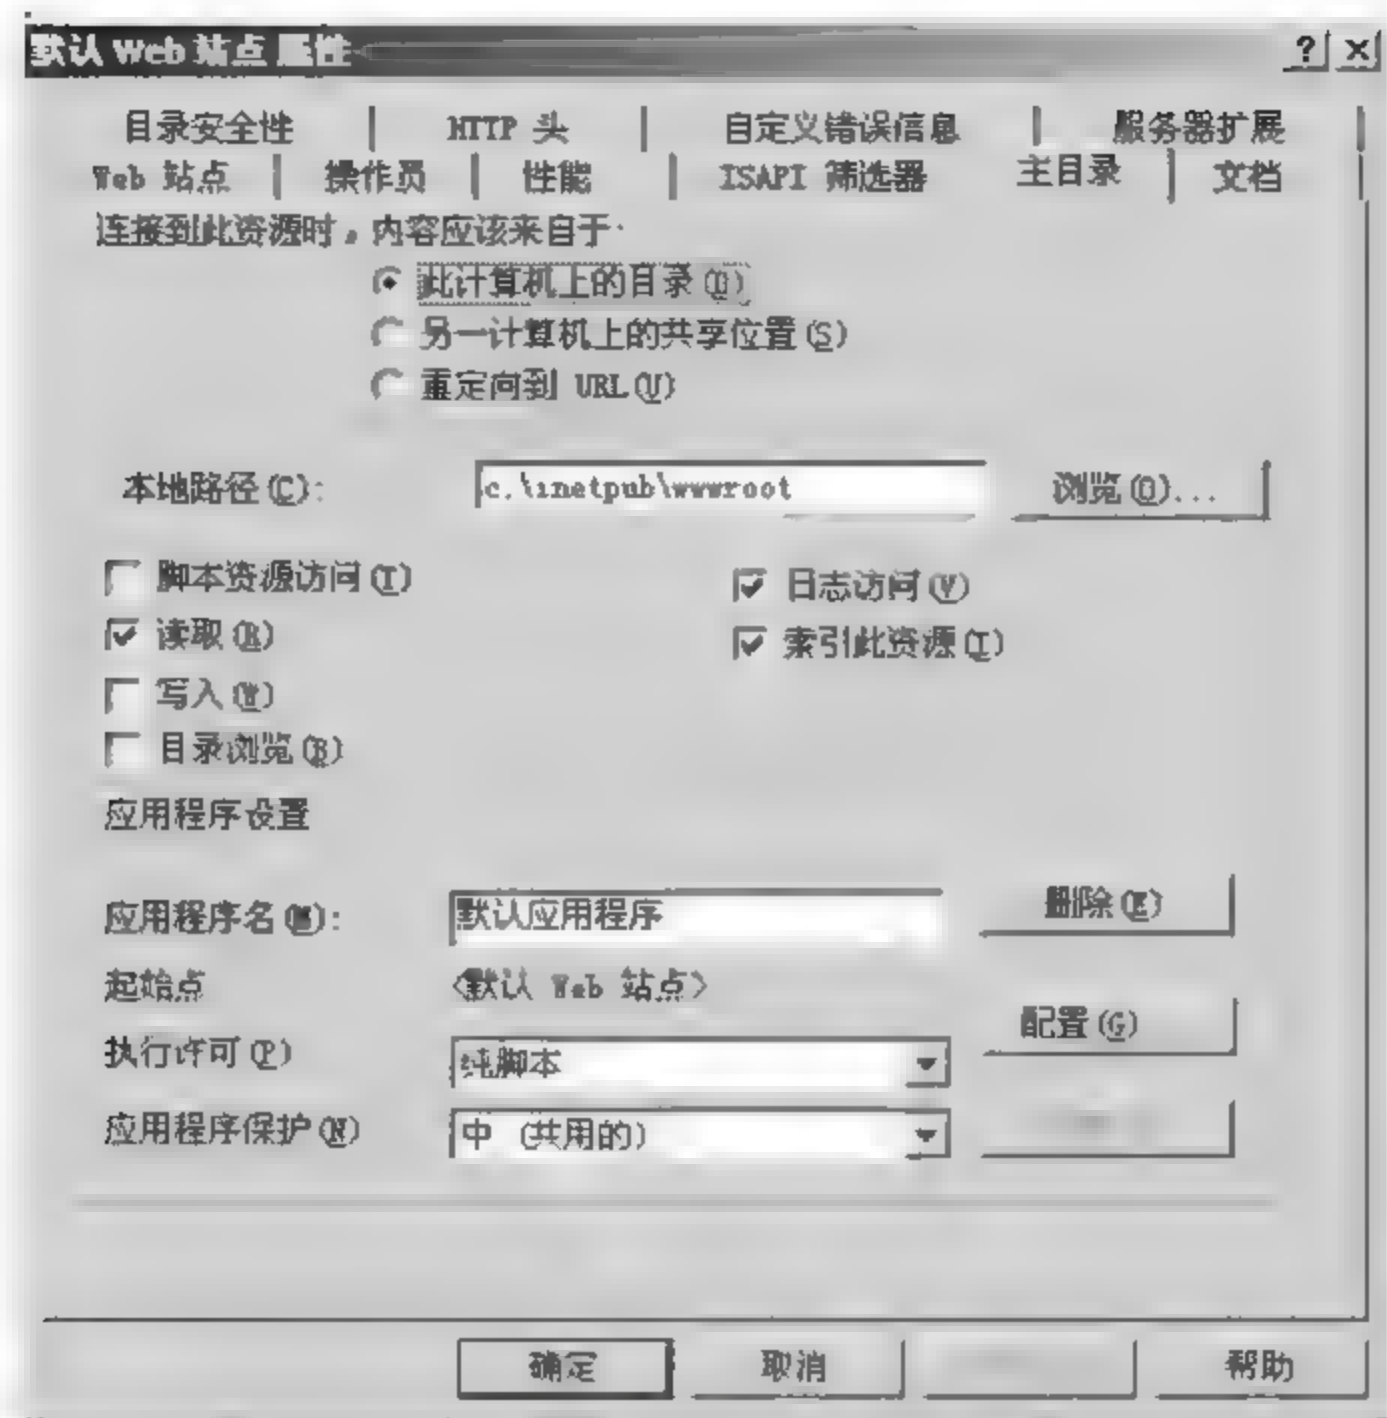 默认 Web 站点 属性
目录安全性 HTTP 头 自定义错误信息 服务器扩展
Web 站点 操作员 性能 ISAPI 筛选器 主目录 文档
连接到此资源时，内容应该来自于:
此计算机上的目录(D)
另一计算机上的共享位置(S)
重定向到 URL(U)
本地路径(C): c:\inetpub\wwwroot 浏览(O)...
脚本资源访问(T) 日志访问(V)
读取(R) 索引此资源(I)
写入(W)
目录浏览(B)
应用程序设置
应用程序名(M): 默认应用程序 删除(E)
起始点 <默认 Web 站点>
配置(G)
执行许可(P) 纯脚本
应用程序保护(N) 中 (共用的)
确定 取消 帮助